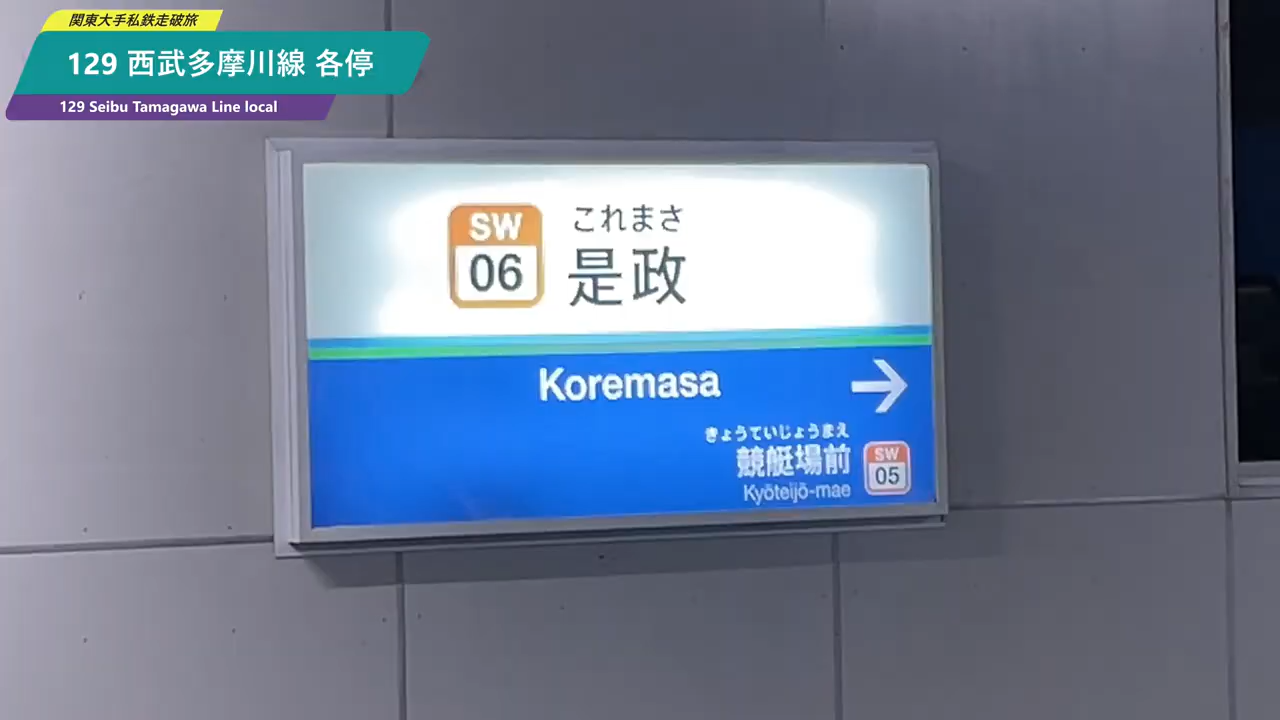 関東大手私鉄走破旅
129 西武多摩川線 各停
129 Seibu Tamagawa Line local
SW
06
これまさ
是政
Koremasa
→
きょうていじょうまえ
競艇場前
Kyōteijō-mae
SW
05